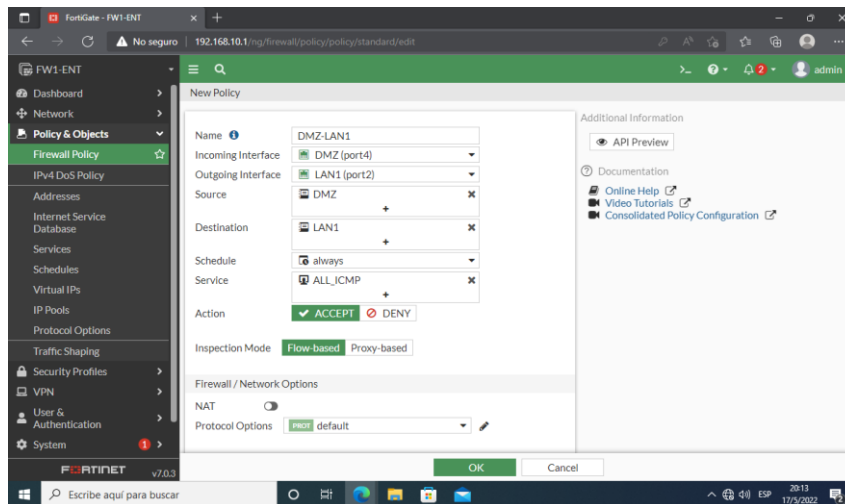 FortiGate - FW1-ENT
No seguro
192.168.10.1/ng/firewall/policy/policy/standard/edit
FW1-ENT
2
admin
Dashboard
Network
Policy & Objects
Firewall Policy
IPv4 DoS Policy
Addresses
Internet Service
Database
Services
Schedules
Virtual IPs
IP Pools
Protocol Options
Traffic Shaping
Security Profiles
VPN
User &
Authentication
System
1
FORTINET
v7.0.3
New Policy
Name
DMZ-LAN1
Incoming Interface
DMZ (port4)
Outgoing Interface
LAN1 (port2)
Source
DMZ
+
Destination
LAN1
+
Schedule
always
Service
ALL_ICMP
+
Action
ACCEPT
DENY
Inspection Mode
Flow-based
Proxy-based
Firewall / Network Options
NAT
Protocol Options
PROT
default
OK
Cancel
Additional Information
API Preview
Documentation
Online Help
Video Tutorials
Consolidated Policy Configuration
Escribe aquí para buscar
ESP
20:13
17/5/2022